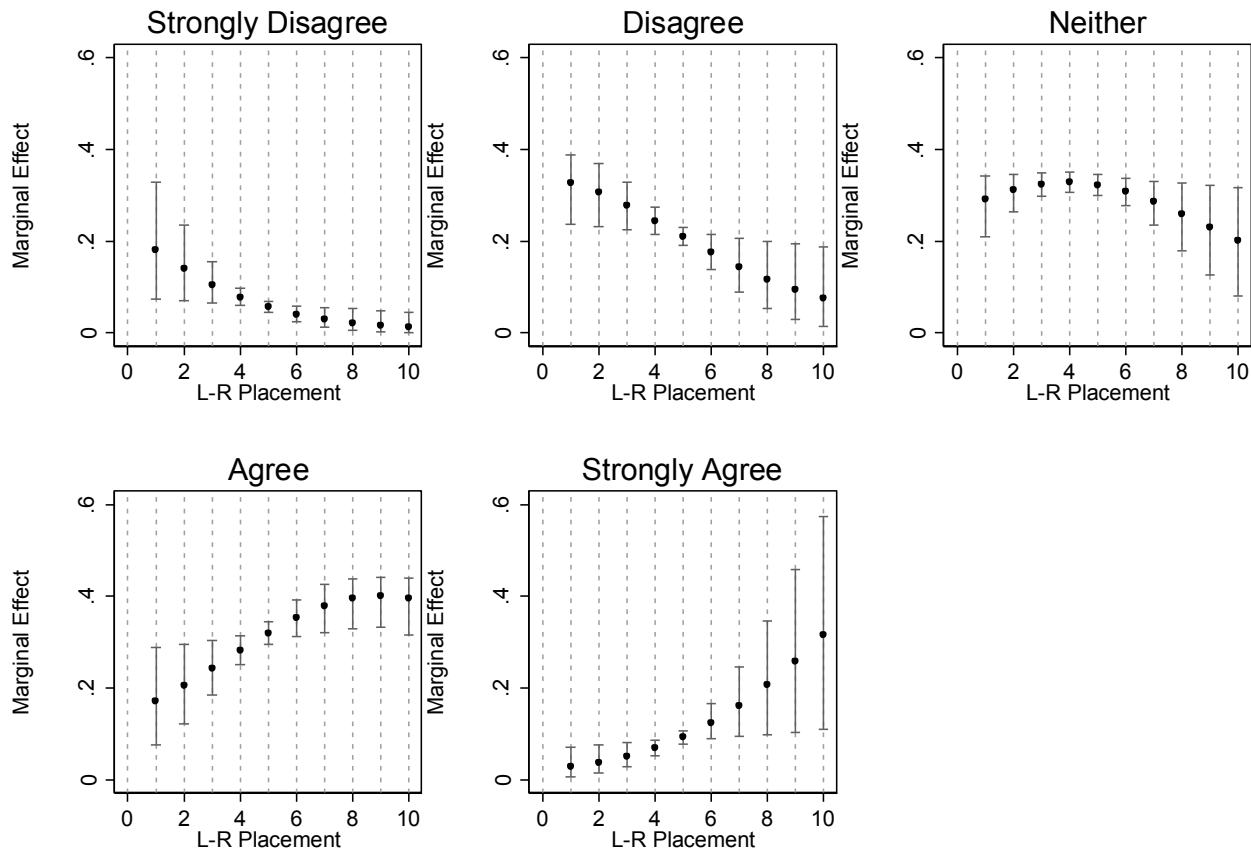 Strongly Disagree
Marginal Effect
0 .2 .4 .6
0 2 4 6 8 10
L-R Placement
Disagree
Marginal Effect
0 .2 .4 .6
0 2 4 6 8 10
L-R Placement
Neither
Marginal Effect
0 .2 .4 .6
0 2 4 6 8 10
L-R Placement
Agree
Marginal Effect
0 .2 .4 .6
0 2 4 6 8 10
L-R Placement
Strongly Agree
Marginal Effect
0 .2 .4 .6
0 2 4 6 8 10
L-R Placement